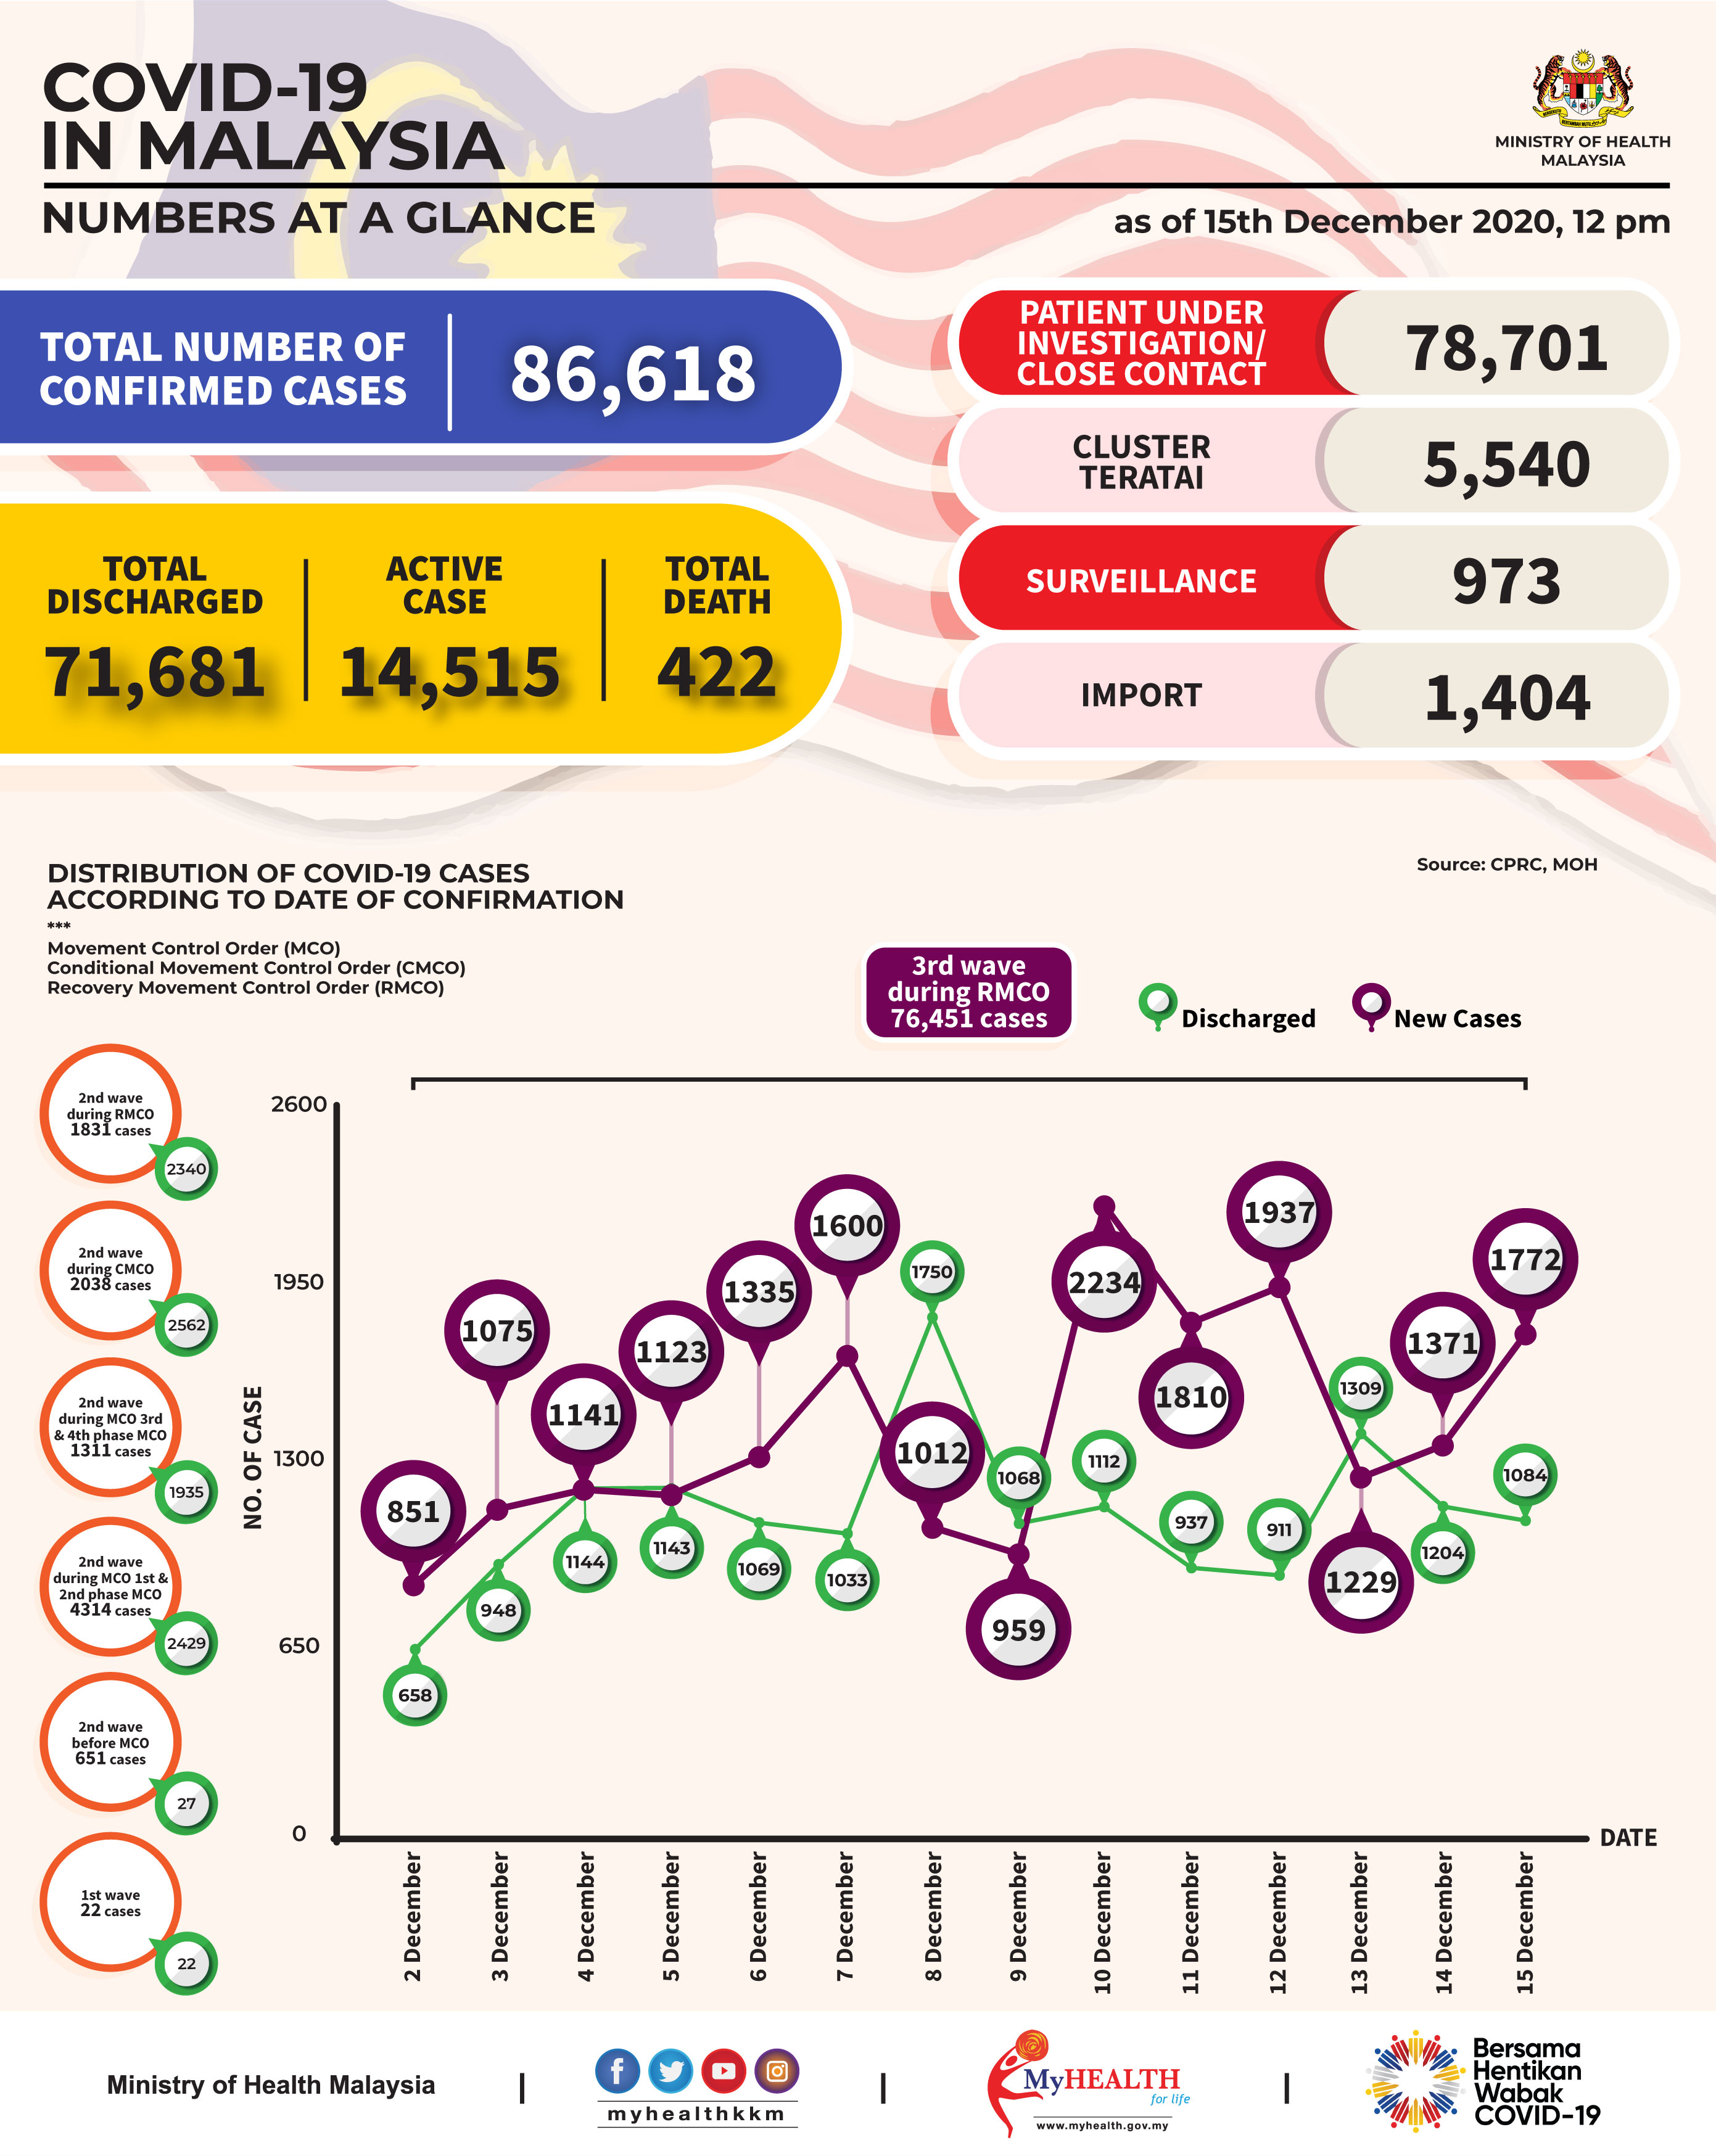 COVID-19
IN MALAYSIA
MINISTRY OF HEALTH
MALAYSIA
NUMBERS AT A GLANCE
as of 15th December 2020, 12 pm
TOTAL NUMBER OF
CONFIRMED CASES
86,618
TOTAL
DISCHARGED
71,681
ACTIVE
CASE
14,515
TOTAL
DEATH
422
PATIENT UNDER
INVESTIGATION/
CLOSE CONTACT
78,701
CLUSTER
TERATAI
5,540
SURVEILLANCE
973
IMPORT
1,404
DISTRIBUTION OF COVID-19 CASES
ACCORDING TO DATE OF CONFIRMATION
***
Movement Control Order (MCO)
Conditional Movement Control Order (CMCO)
Recovery Movement Control Order (RMCO)
Source: CPRC, MOH
3rd wave
during RMCO
76,451 cases
Discharged
New Cases
2nd wave
during RMCO
1831 cases
2340
2nd wave
during CMCO
2038 cases
2562
2nd wave
during MCO 3rd
& 4th phase MCO
1311 cases
1935
2nd wave
during MCO 1st &
2nd phase MCO
4314 cases
2429
2nd wave
before MCO
651 cases
27
1st wave
22 cases
22
NO. OF CASE
2600
1950
1300
650
0
851
1075
1141
1123
1335
1600
1012
959
2234
1810
1937
1229
1371
1772
658
948
1144
1143
1069
1033
1750
1068
1112
937
911
1309
1204
1084
DATE
2 December
3 December
4 December
5 December
6 December
7 December
8 December
9 December
10 December
11 December
12 December
13 December
14 December
15 December
Ministry of Health Malaysia
myhealthkkm
MyHEALTH
for life
www.myhealth.gov.my
Bersama
Hentikan
Wabak
COVID-19